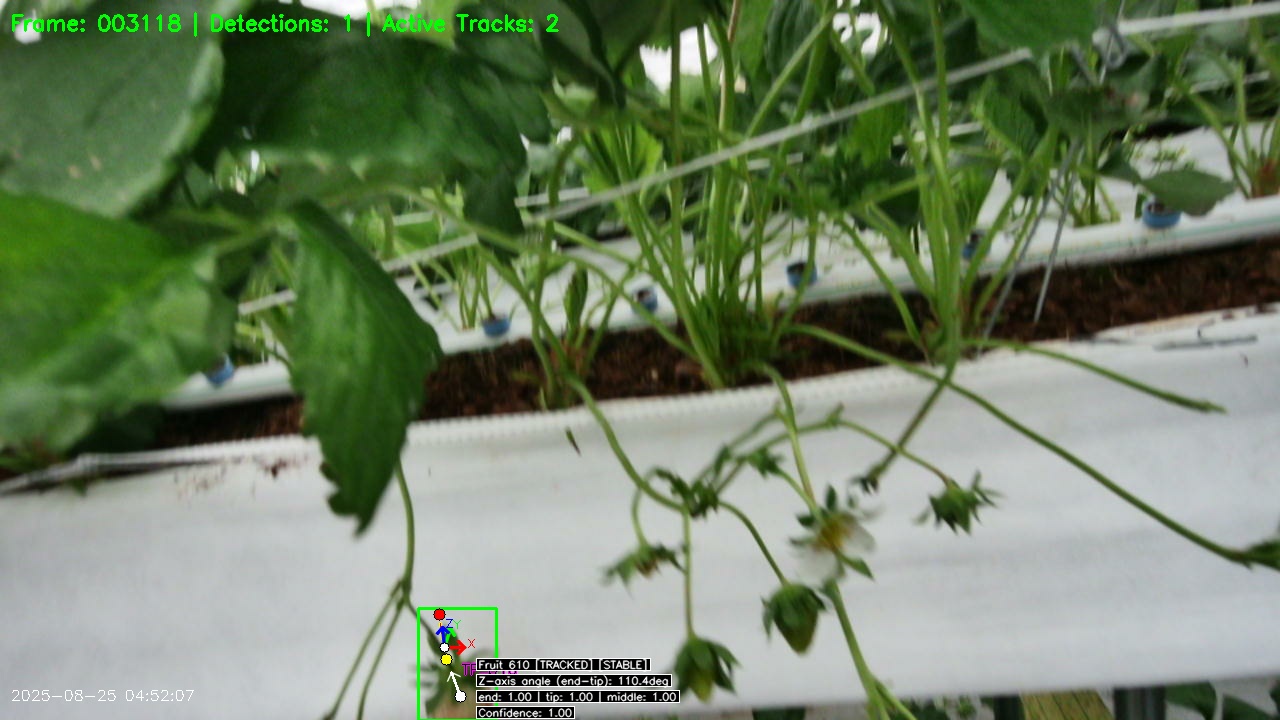 Frame: 003118 | Detections: 1 | Active Tracks: 2
Z
Y
X
Fruit 610 [TRACKED] [STABLE]
Z-axis angle (end-tip): 110.4deg
end: 1.00 | tip: 1.00 | middle: 1.00
Confidence: 1.00
2025-08-25 04:52:07